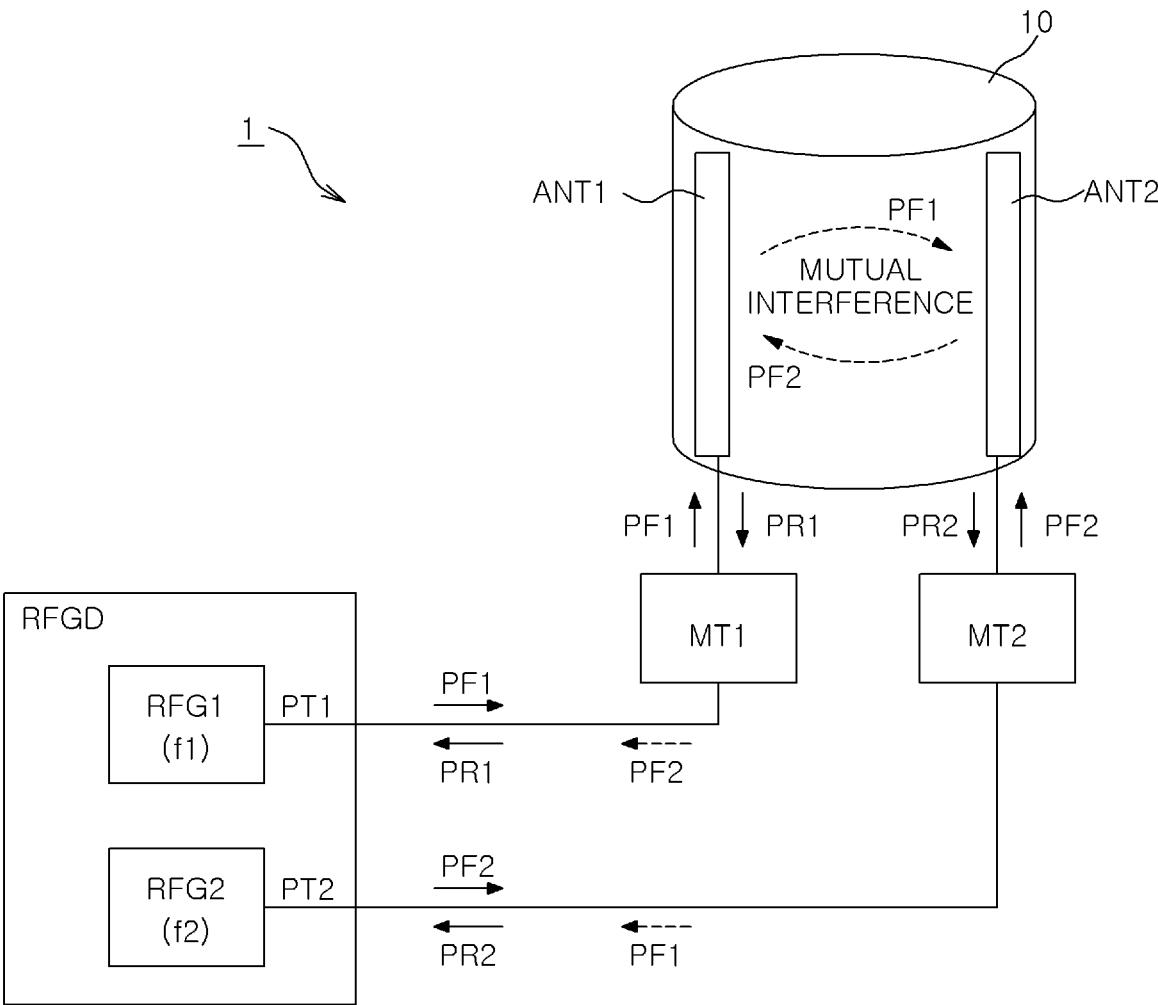 10
1
ANT1
ANT2
PF1
MUTUAL
INTERFERENCE
PF2
PF1
PR1
PR2
PF2
MT1
MT2
RFGD
RFG1
(f1)
PT1
PF1
PR1
PF2
RFG2
(f2)
PT2
PF2
PR2
PF1